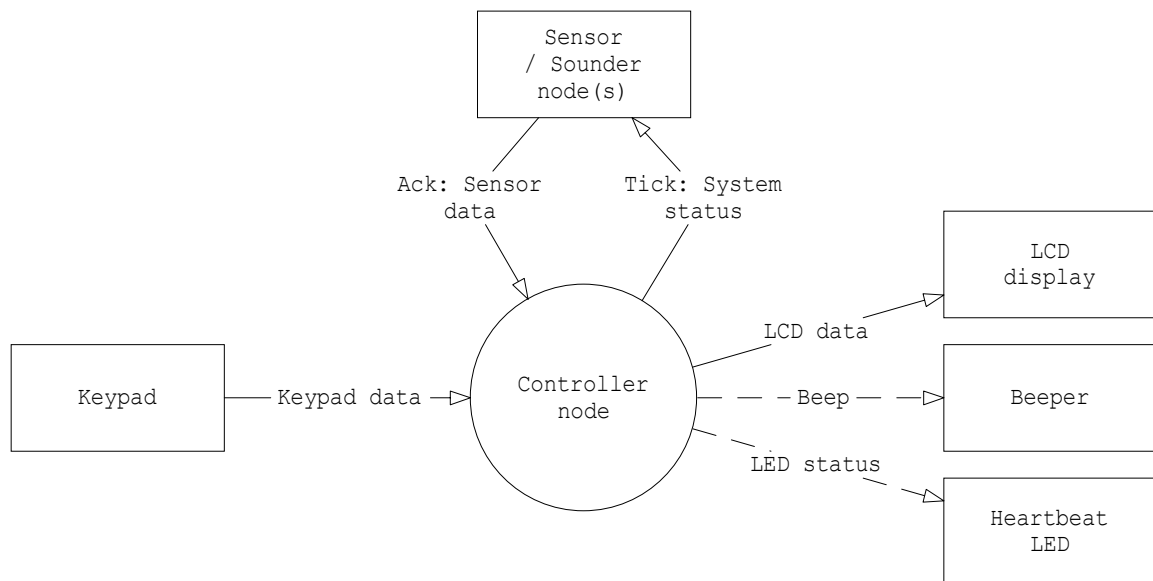 Sensor
/ Sounder
node(s)
Ack: Sensor
data
Tick: System
status
LCD
display
LCD data
Keypad
Keypad data
Controller
node
Beep
Beeper
LED status
Heartbeat
LED